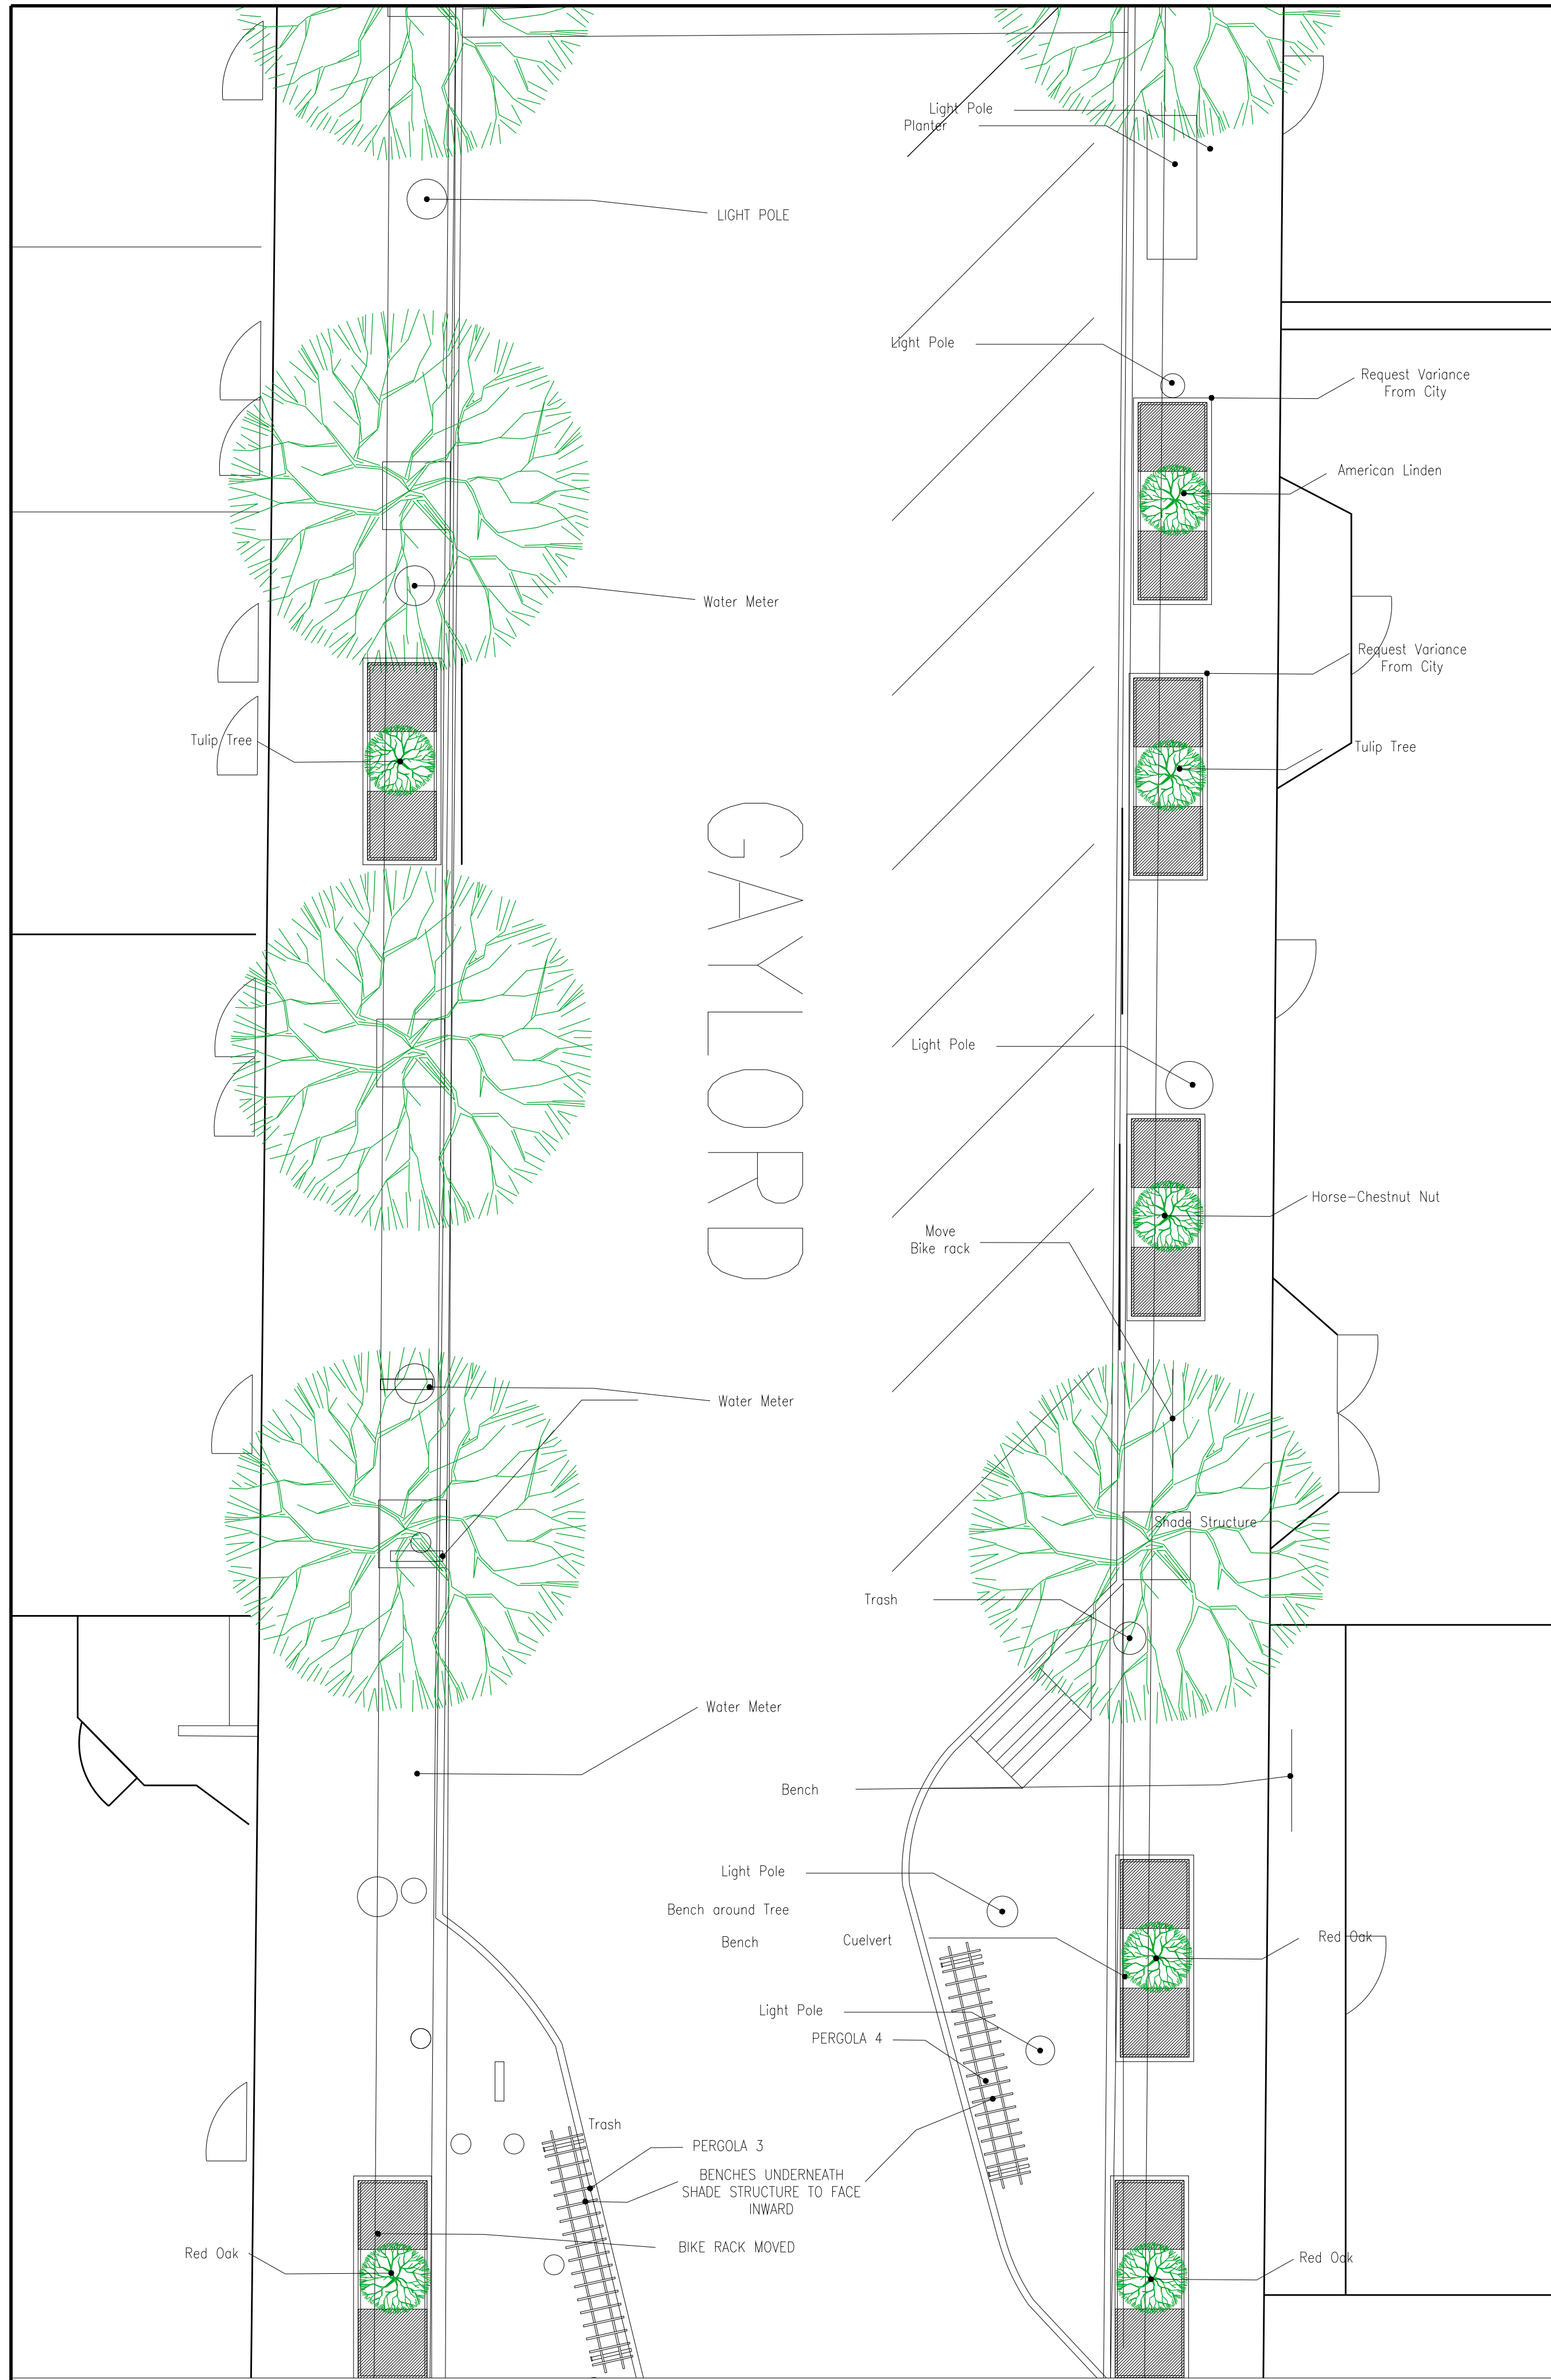 Light Pole
Planter
LIGHT POLE
Light Pole
Request Variance
From City
American Linden
Water Meter
Request Variance
From City
Tulip Tree
Tulip Tree
GAYLORD
Light Pole
Horse-Chestnut Nut
Move
Bike rack
Water Meter
Shade Structure
Trash
Water Meter
Bench
Light Pole
Bench around Tree
Bench
Cuelvert
Red Oak
Light Pole
PERGOLA 4
Trash
PERGOLA 3
BENCHES UNDERNEATH
SHADE STRUCTURE TO FACE
INWARD
BIKE RACK MOVED
Red Oak
Red Oak